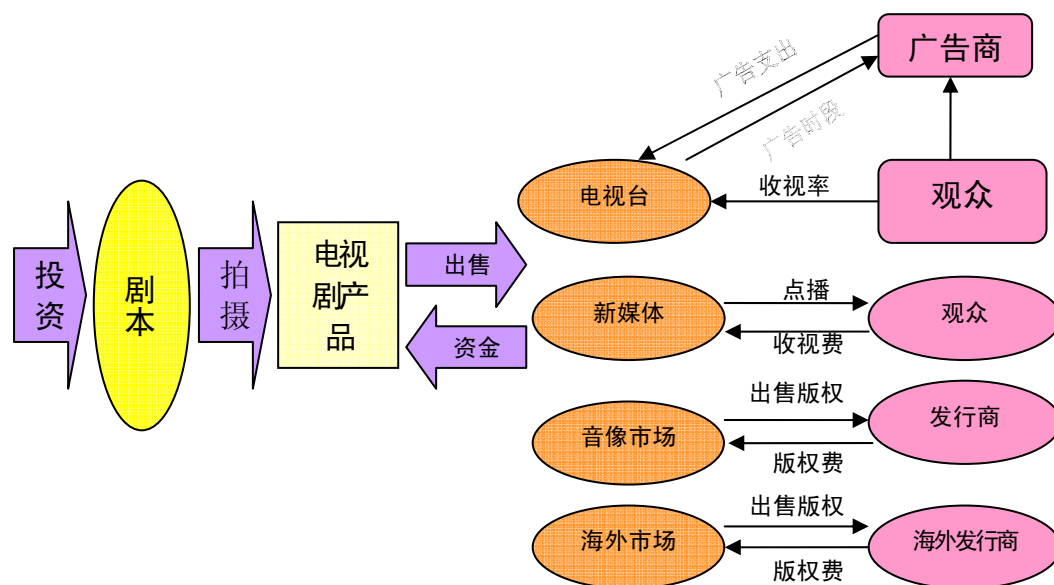 广告商
广告支出
广告时段
电视台
收视率
观众
投
资
剧
本
拍
摄
电视
剧产
品
出售
资金
新媒体
点播
收视费
观众
音像市场
出售版权
版权费
发行商
海外市场
出售版权
版权费
海外发行商